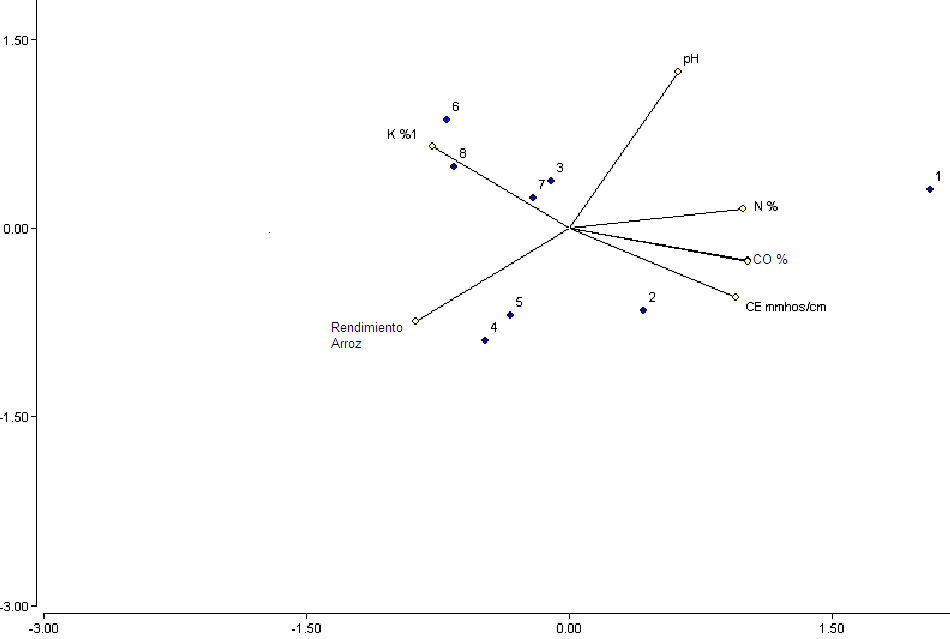 1.50
pH
6
K %1
8
3
1
7
N %
0.00
CO %
2
CE mmhos/cm
5
4
Rendimiento
Arroz
-1.50
-3.00
-3.00
-1.50
0.00
1.50